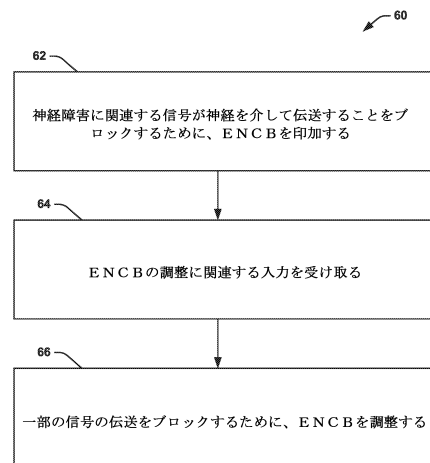 60
62
神経障害に関連する信号が神経を介して伝送することをブ
ロックするために、ＥＮＣＢを印加する
64
ＥＮＣＢの調整に関連する入力を受け取る
66
一部の信号の伝送をブロックするために、ＥＮＣＢを調整する